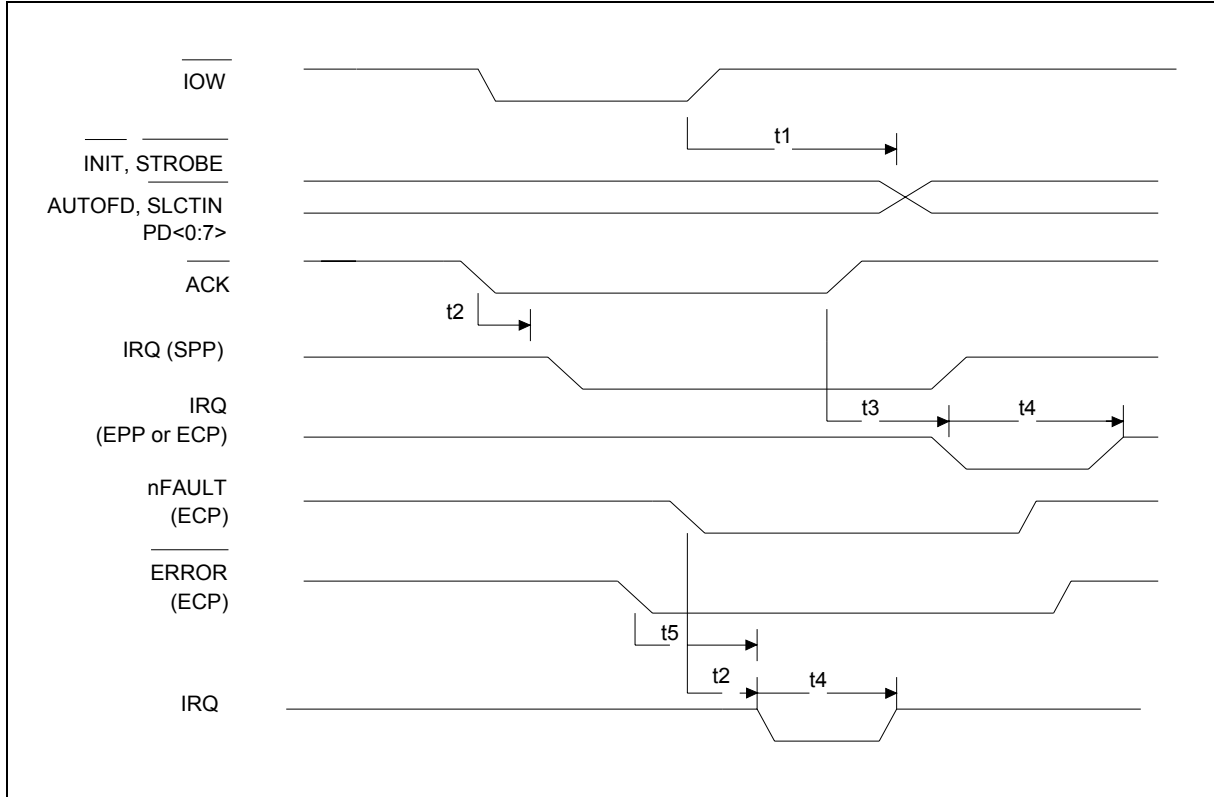 IOW
t1
INIT, STROBE
AUTOFD, SLCTIN
PD<0:7>
ACK
t2
IRQ (SPP)
IRQ
t3
t4
(EPP or ECP)
nFAULT
(ECP)
ERROR
(ECP)
t5
t2
t4
IRQ